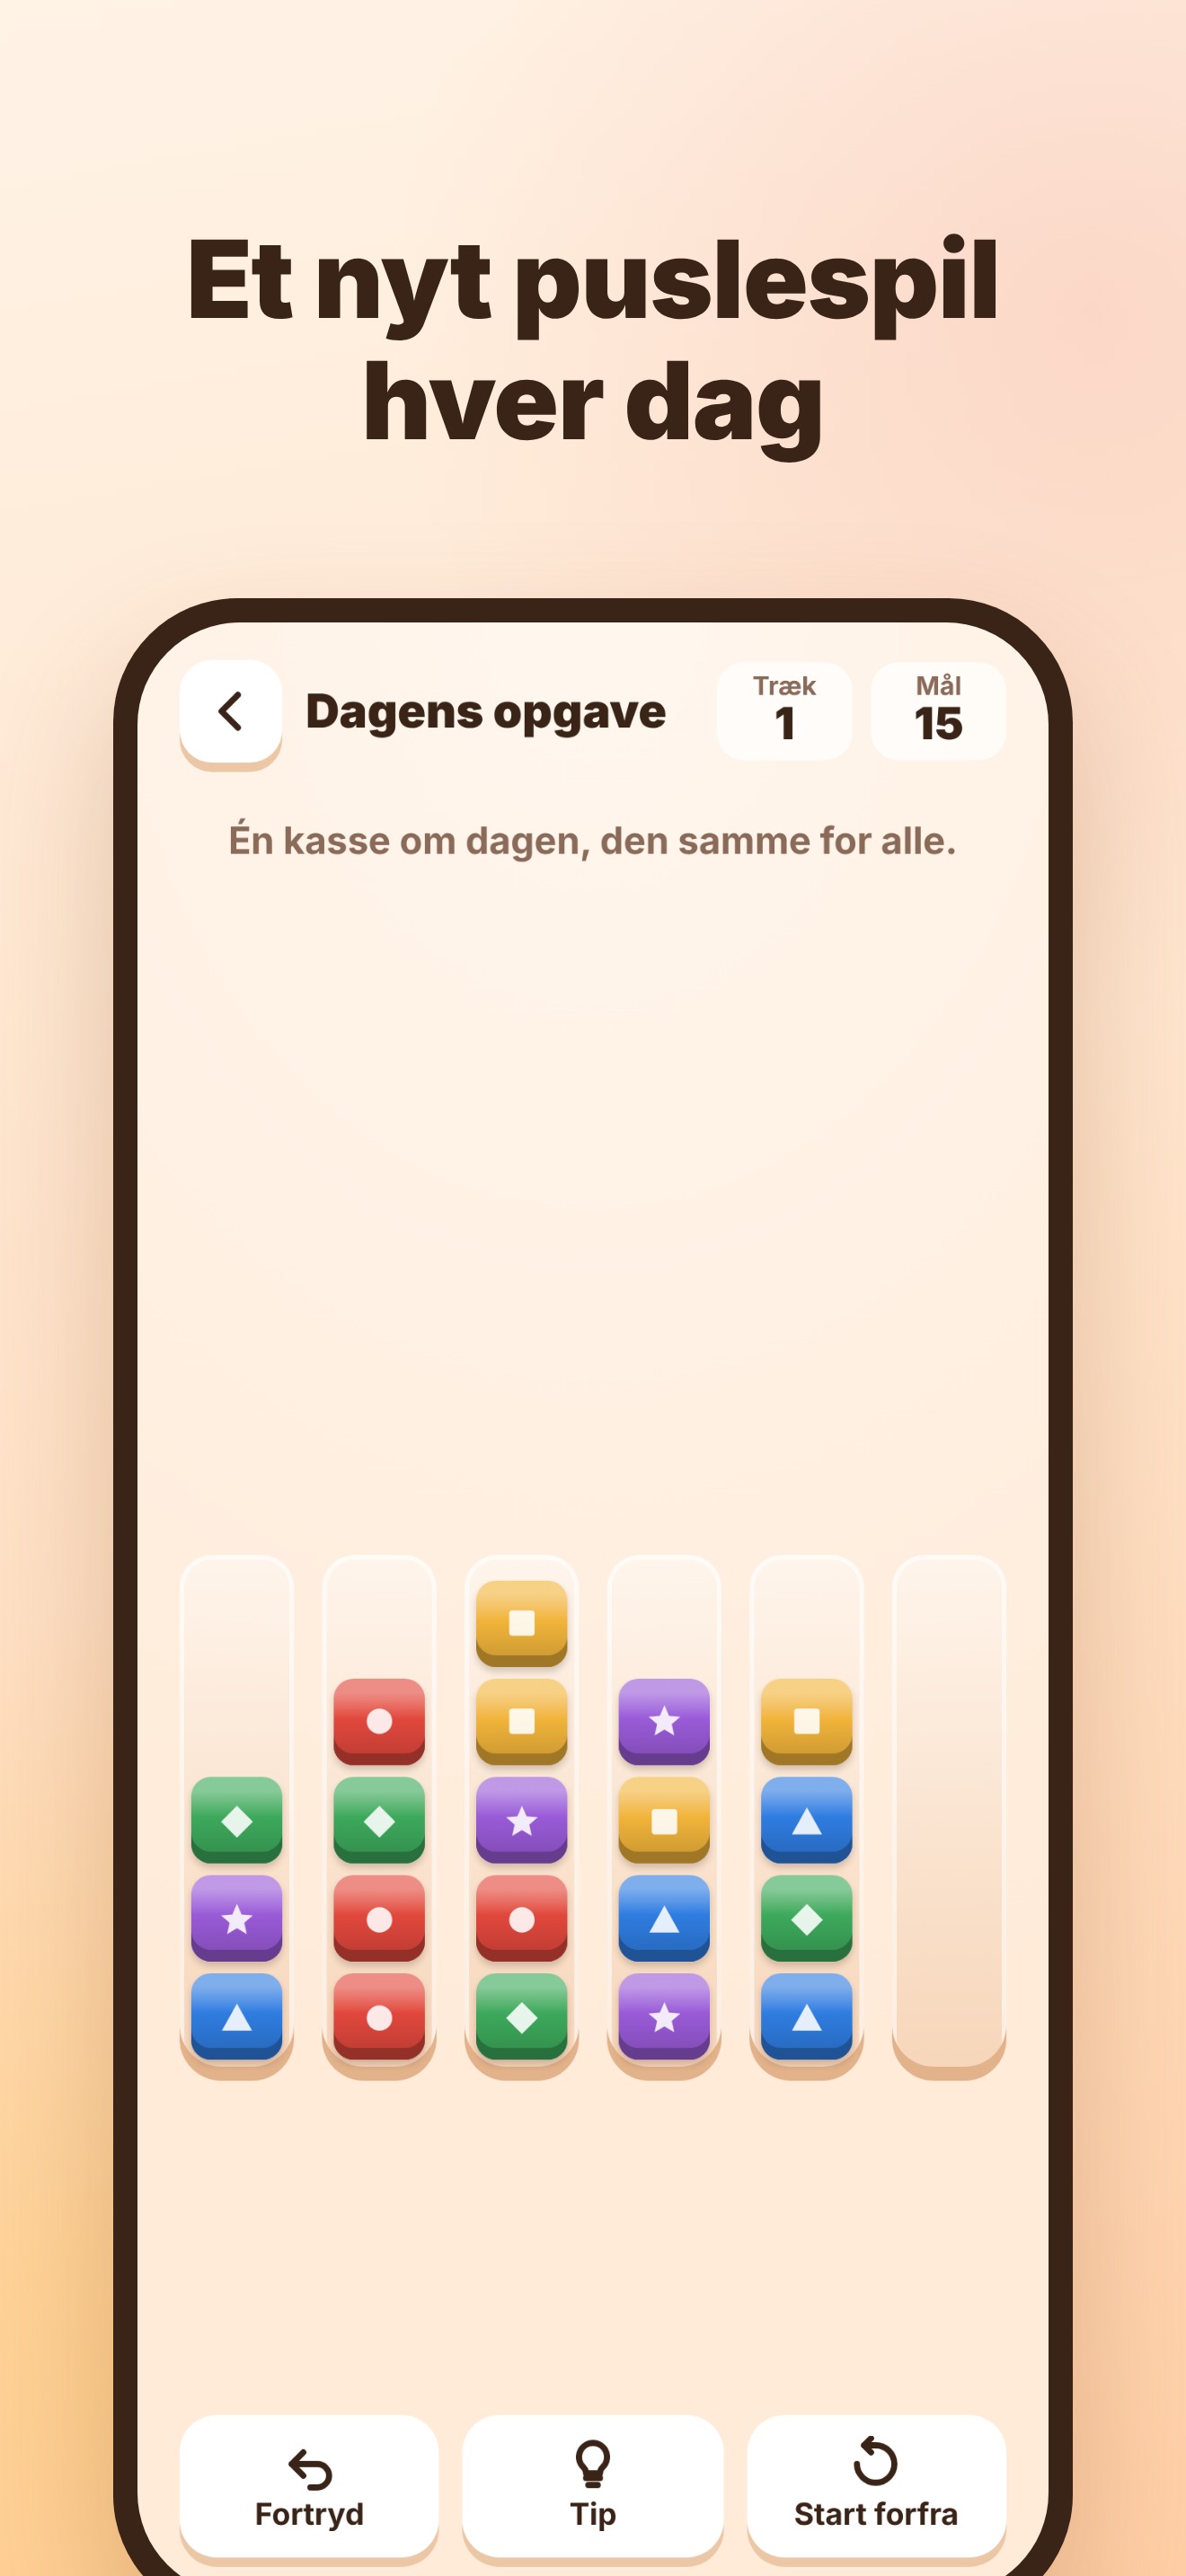 Et nyt puslespil
hver dag
Dagens opgave
Træk
1
Mål
15
Én kasse om dagen, den samme for alle.
Fortryd
Tip
Start forfra